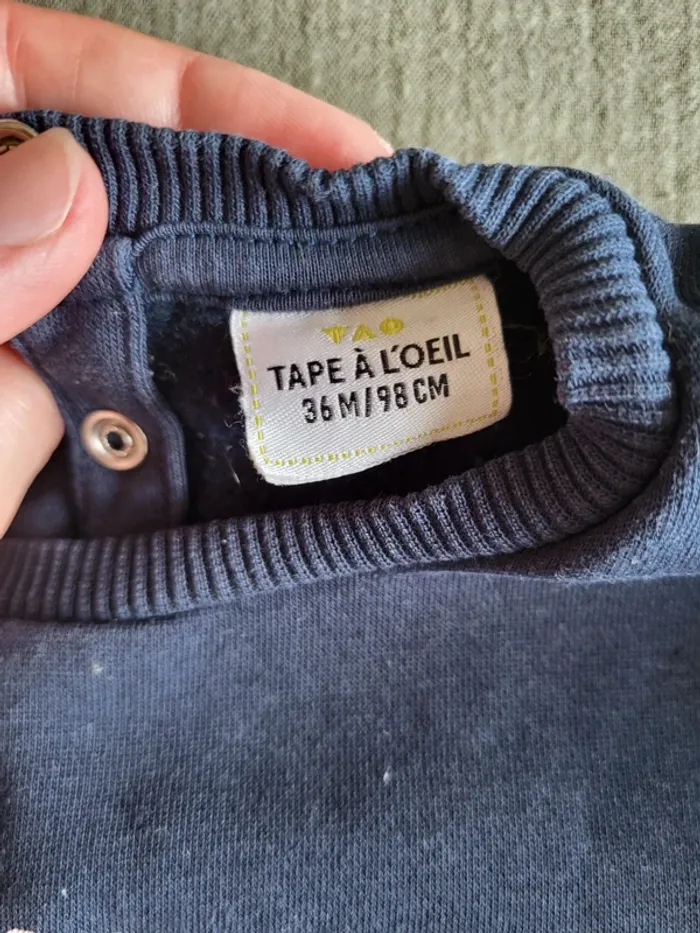 TAO
TAPE À L'OEIL
36 M/98 CM